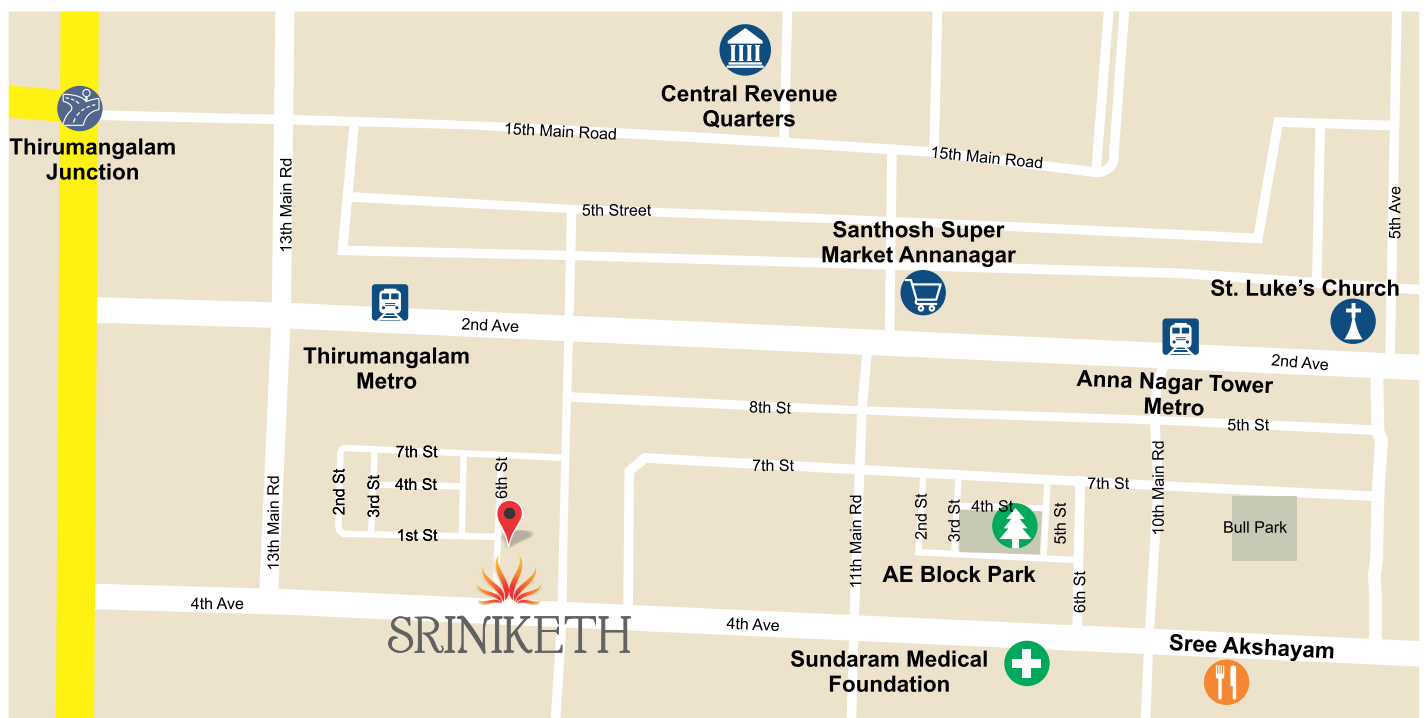 Central Revenue
Quarters
Thirumangalam
Junction
15th Main Road
15th Main Road
13th Main Rd
5th Street
5th Ave
Santhosh Super
Market Annanagar
St. Luke’s Church
2nd Ave
Thirumangalam
Metro
2nd Ave
Anna Nagar Tower
Metro
8th St
5th St
7th St
7th St
7th St
2nd St
3rd St
4th St
6th St
1st St
13th Main Rd
11th Main Rd
2nd St
3rd St
4th St
5th St
10th Main Rd
Bull Park
AE Block Park
6th St
4th Ave
SRINIKETH
4th Ave
Sundaram Medical
Foundation
Sree Akshayam